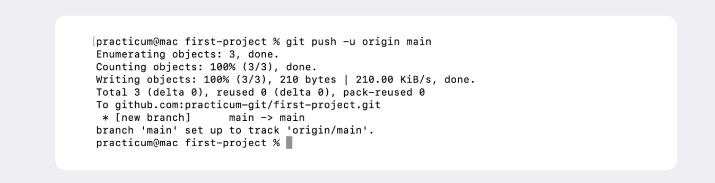 practicum@mac first-project % git push -u origin main
Enumerating objects: 3, done.
Counting objects: 100% (3/3), done.
Writing objects: 100% (3/3), 210 bytes | 210.00 KiB/s, done.
Total 3 (delta 0), reused 0 (delta 0), pack-reused 0
To github.com:practicum-git/first-project.git
 * [new branch]      main -> main
branch 'main' set up to track 'origin/main'.
practicum@mac first-project %